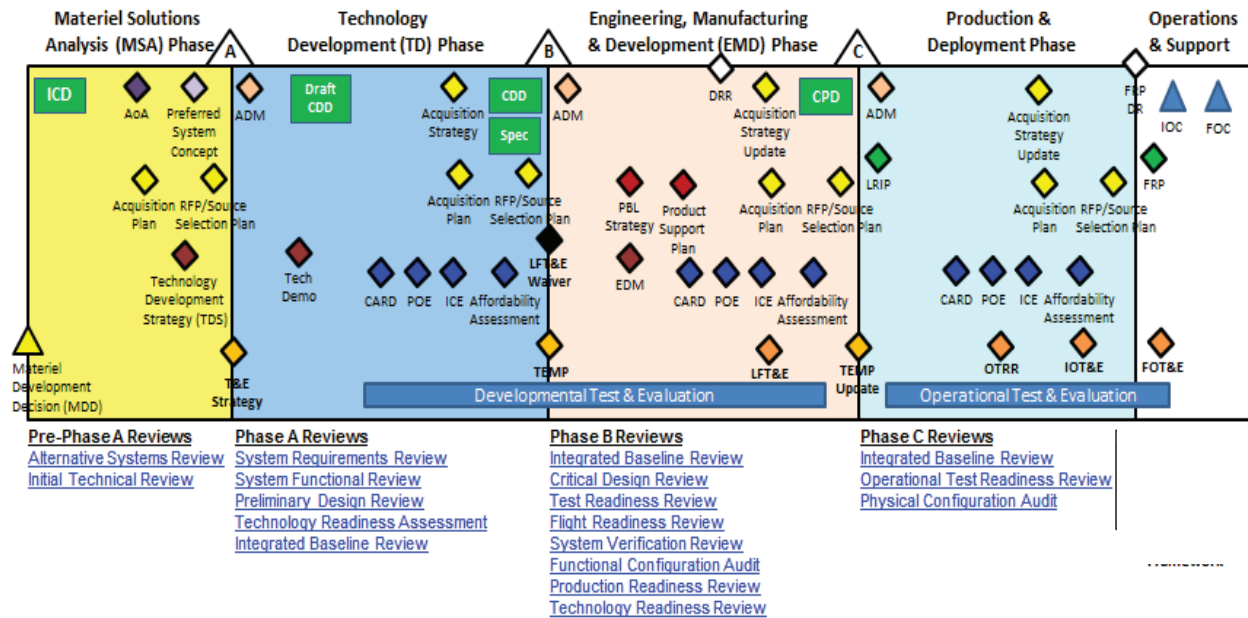 Materiel Solutions
Analysis (MSA) Phase
Technology
Development (TD) Phase
Engineering, Manufacturing
& Development (EMD) Phase
Production &
Deployment Phase
Operations
& Support
A
B
C
ICD
AoA
Preferred
System
Concept
ADM
Draft
CDD
Acquisition
Strategy
CDD
Spec
ADM
DRR
Acquisition
Strategy
Update
CPD
ADM
LRIP
Acquisition
Strategy
Update
FRP
DR
IOC
FOC
FRP
Acquisition
Plan
RFP/Source
Selection Plan
Acquisition
Plan
RFP/Source
Selection Plan
PBL
Strategy
Product
Support
Plan
Acquisition
Plan
RFP/Source
Selection Plan
Acquisition
Plan
RFP/Source
Selection Plan
Technology
Development
Strategy (TDS)
Tech
Demo
CARD
POE
ICE
Affordability
Assessment
LFT&E
Waiver
EDM
CARD
POE
ICE
Affordability
Assessment
CARD
POE
ICE
Affordability
Assessment
Materiel
Development
Decision (MDD)
T&E
Strategy
TEMP
LFT&E
TEMP
Update
OTRR
IOT&E
FOT&E
Developmental Test & Evaluation
Operational Test & Evaluation
Pre-Phase A Reviews
Alternative Systems Review
Initial Technical Review
Phase A Reviews
System Requirements Review
System Functional Review
Preliminary Design Review
Technology Readiness Assessment
Integrated Baseline Review
Phase B Reviews
Integrated Baseline Review
Critical Design Review
Test Readiness Review
Flight Readiness Review
System Verification Review
Functional Configuration Audit
Production Readiness Review
Technology Readiness Review
Phase C Reviews
Integrated Baseline Review
Operational Test Readiness Review
Physical Configuration Audit